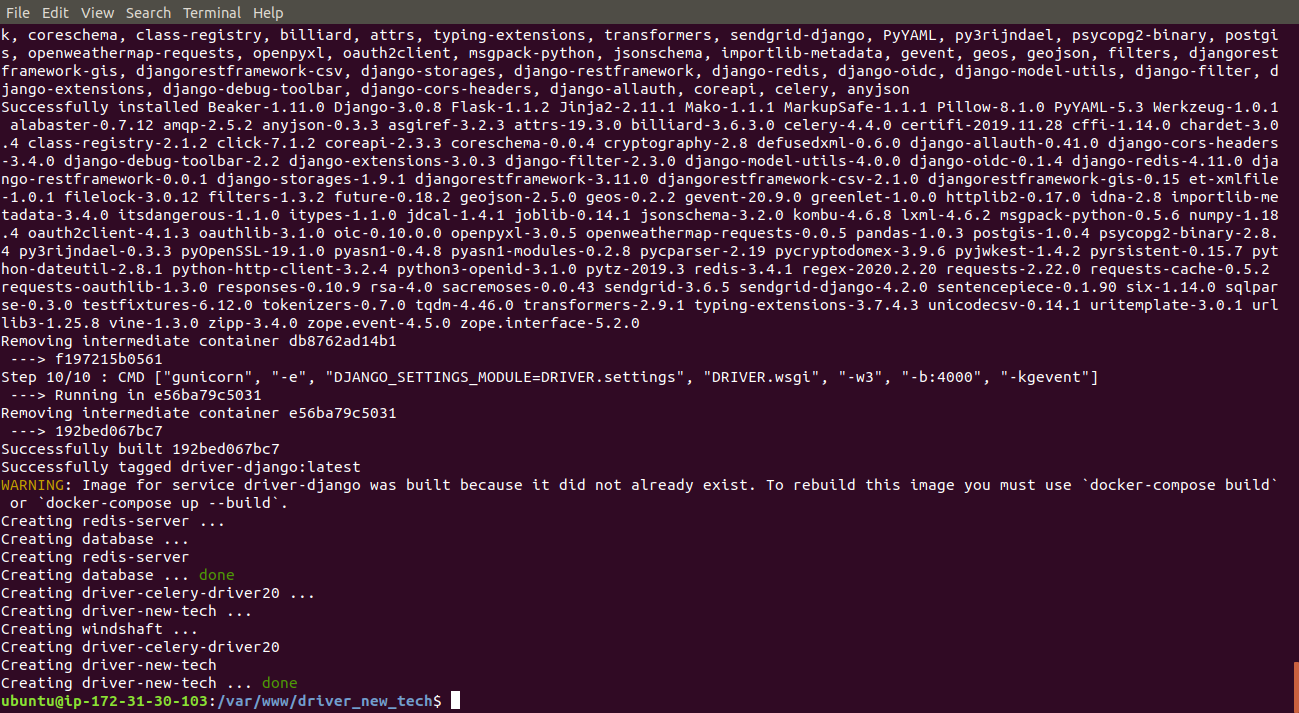 File Edit View Search Terminal Help
k, coreschema, class-registry, billiard, attrs, typing-extensions, transformers, sendgrid-django, PyYAML, py3rijndael, psycopg2-binary, postgi
s, openweathermap-requests, openpyxl, oauth2client, msgpack-python, jsonschema, importlib-metadata, gevent, geos, geojson, filters, djangorest
framework-gis, djangorestframework-csv, django-storages, django-restframework, django-redis, django-oidc, django-model-utils, django-filter, d
jango-extensions, django-debug-toolbar, django-cors-headers, django-allauth, coreapi, celery, anyjson
Successfully installed Beaker-1.11.0 Django-3.0.8 Flask-1.1.2 Jinja2-2.11.1 Mako-1.1.1 MarkupSafe-1.1.1 Pillow-8.1.0 PyYAML-5.3 Werkzeug-1.0.1
 alabaster-0.7.12 amqp-2.5.2 anyjson-0.3.3 asgiref-3.2.3 attrs-19.3.0 billiard-3.6.3.0 celery-4.4.0 certifi-2019.11.28 cffi-1.14.0 chardet-3.0
.4 class-registry-2.1.2 click-7.1.2 coreapi-2.3.3 coreschema-0.0.4 cryptography-2.8 defusedxml-0.6.0 django-allauth-0.41.0 django-cors-headers
-3.4.0 django-debug-toolbar-2.2 django-extensions-3.0.3 django-filter-2.3.0 django-model-utils-4.0.0 django-oidc-0.1.4 django-redis-4.11.0 dja
ngo-restframework-0.0.1 django-storages-1.9.1 djangorestframework-3.11.0 djangorestframework-csv-2.1.0 djangorestframework-gis-0.15 et-xmlfile
-1.0.1 filelock-3.0.12 filters-1.3.2 future-0.18.2 geojson-2.5.0 geos-0.2.2 gevent-20.9.0 greenlet-1.0.0 httplib2-0.17.0 idna-2.8 importlib-me
tadata-3.4.0 itsdangerous-1.1.0 itypes-1.1.0 jdcal-1.4.1 joblib-0.14.1 jsonschema-3.2.0 kombu-4.6.8 lxml-4.6.2 msgpack-python-0.5.6 numpy-1.18
.4 oauth2client-4.1.3 oauthlib-3.1.0 oic-0.10.0.0 openpyxl-3.0.5 openweathermap-requests-0.0.5 pandas-1.0.3 postgis-1.0.4 psycopg2-binary-2.8.
4 py3rijndael-0.3.3 pyOpenSSL-19.1.0 pyasn1-0.4.8 pyasn1-modules-0.2.8 pycparser-2.19 pycryptodomex-3.9.6 pyjwkest-1.4.2 pyrsistent-0.15.7 pyt
hon-dateutil-2.8.1 python-http-client-3.2.4 python3-openid-3.1.0 pytz-2019.3 redis-3.4.1 regex-2020.2.20 requests-2.22.0 requests-cache-0.5.2
requests-oauthlib-1.3.0 responses-0.10.9 rsa-4.0 sacremoses-0.0.43 sendgrid-3.6.5 sendgrid-django-4.2.0 sentencepiece-0.1.90 six-1.14.0 sqlpar
se-0.3.0 testfixtures-6.12.0 tokenizers-0.7.0 tqdm-4.46.0 transformers-2.9.1 typing-extensions-3.7.4.3 unicodecsv-0.14.1 uritemplate-3.0.1 url
lib3-1.25.8 vine-1.3.0 zipp-3.4.0 zope.event-4.5.0 zope.interface-5.2.0
Removing intermediate container db8762ad14b1
 ---> f197215b0561
Step 10/10 : CMD ["gunicorn", "-e", "DJANGO_SETTINGS_MODULE=DRIVER.settings", "DRIVER.wsgi", "-w3", "-b:4000", "-kgevent"]
 ---> Running in e56ba79c5031
Removing intermediate container e56ba79c5031
 ---> 192bed067bc7
Successfully built 192bed067bc7
Successfully tagged driver-django:latest
WARNING: Image for service driver-django was built because it did not already exist. To rebuild this image you must use `docker-compose build`
 or `docker-compose up --build`.
Creating redis-server ...
Creating database ...
Creating redis-server
Creating database ... done
Creating driver-celery-driver20 ...
Creating driver-new-tech ...
Creating windshaft ...
Creating driver-celery-driver20
Creating driver-new-tech
Creating driver-new-tech ... done
ubuntu@ip-172-31-30-103:/var/www/driver_new_tech$